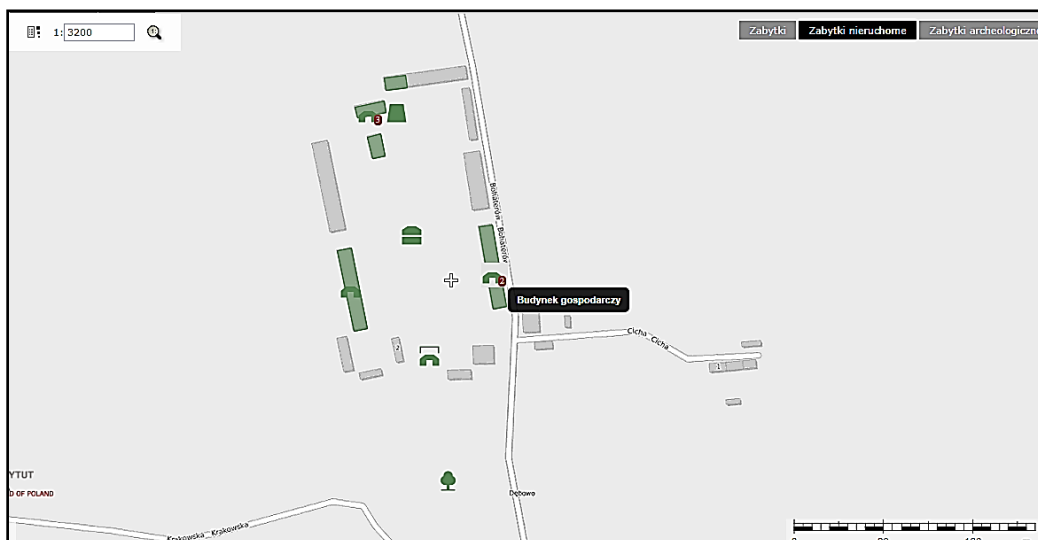 1: 3200
Zabytki
Zabytki nieruchome
Zabytki archeologiczne
3
Bohaterów
Bohaterów
2
Budynek gospodarczy
Cicha
Cicha
2
1
YTUT
D OF POLAND
Dębowo
Krakowska
Krakowska